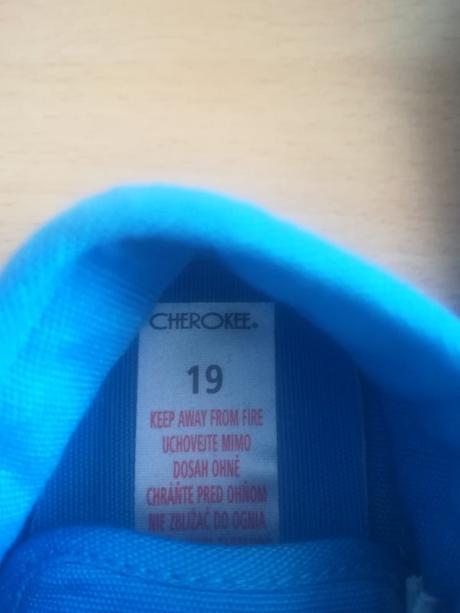 CHEROKEE®
19
KEEP AWAY FROM FIRE
UCHOVEJTE MIMO
DOSAH OHNĚ
CHRÁŇTE PRED OHŇOM
NIE ZBLIŻAĆ DO OGNIA